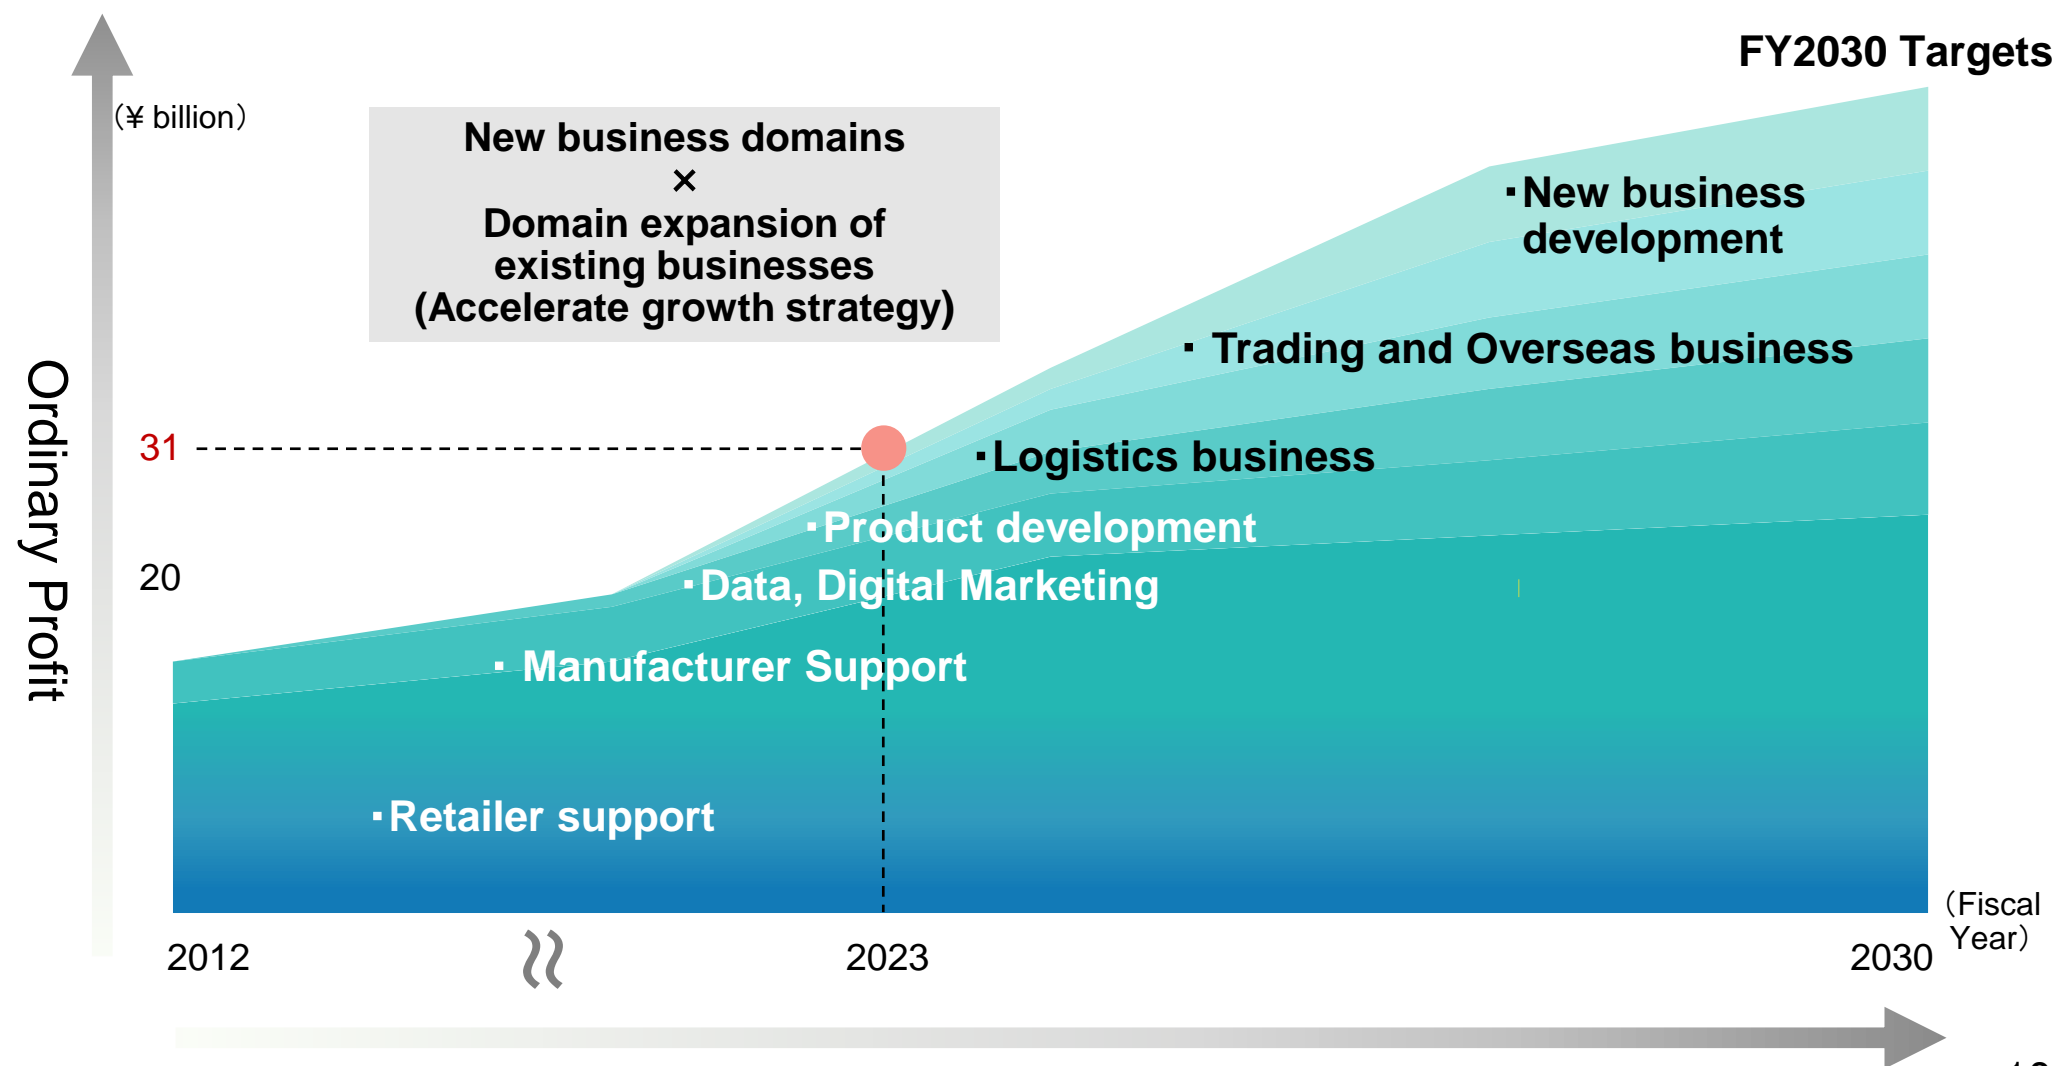 FY2030 Targets
(¥ billion)
New business domains
×
Domain expansion of
existing businesses
(Accelerate growth strategy)
・New business
development
・Trading and Overseas business
Ordinary Profit
31
・Logistics business
・Product development
20
・Data, Digital Marketing
・Manufacturer Support
・Retailer support
(Fiscal
Year)
2012
2023
2030